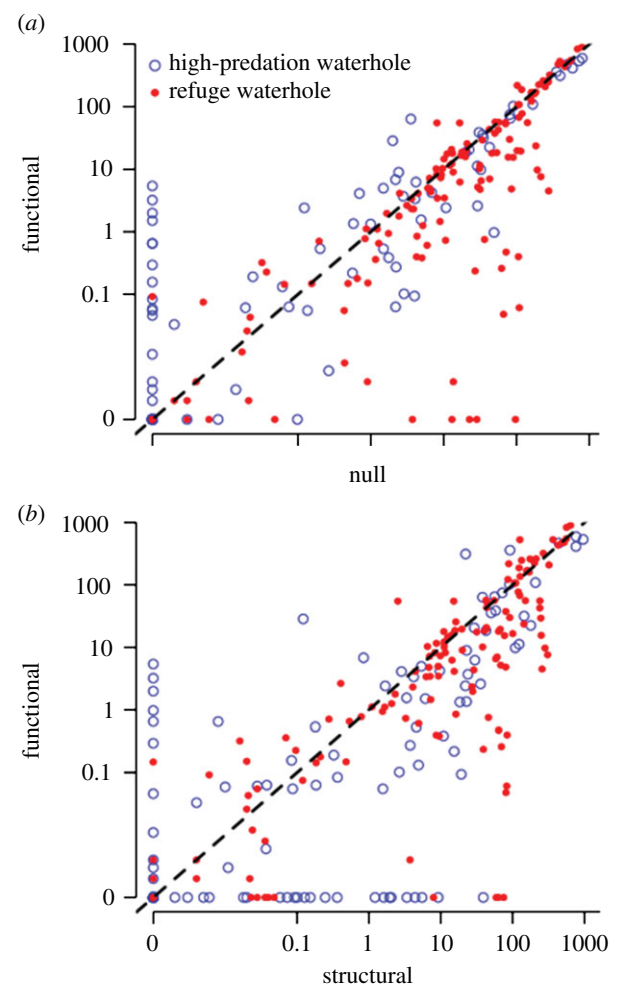 (a)
1000
high-predation waterhole
refuge waterhole
100
10
1
0.1
0
functional
null
(b)
1000
100
10
1
0.1
0
functional
0 0.1 1 10 100 1000
structural